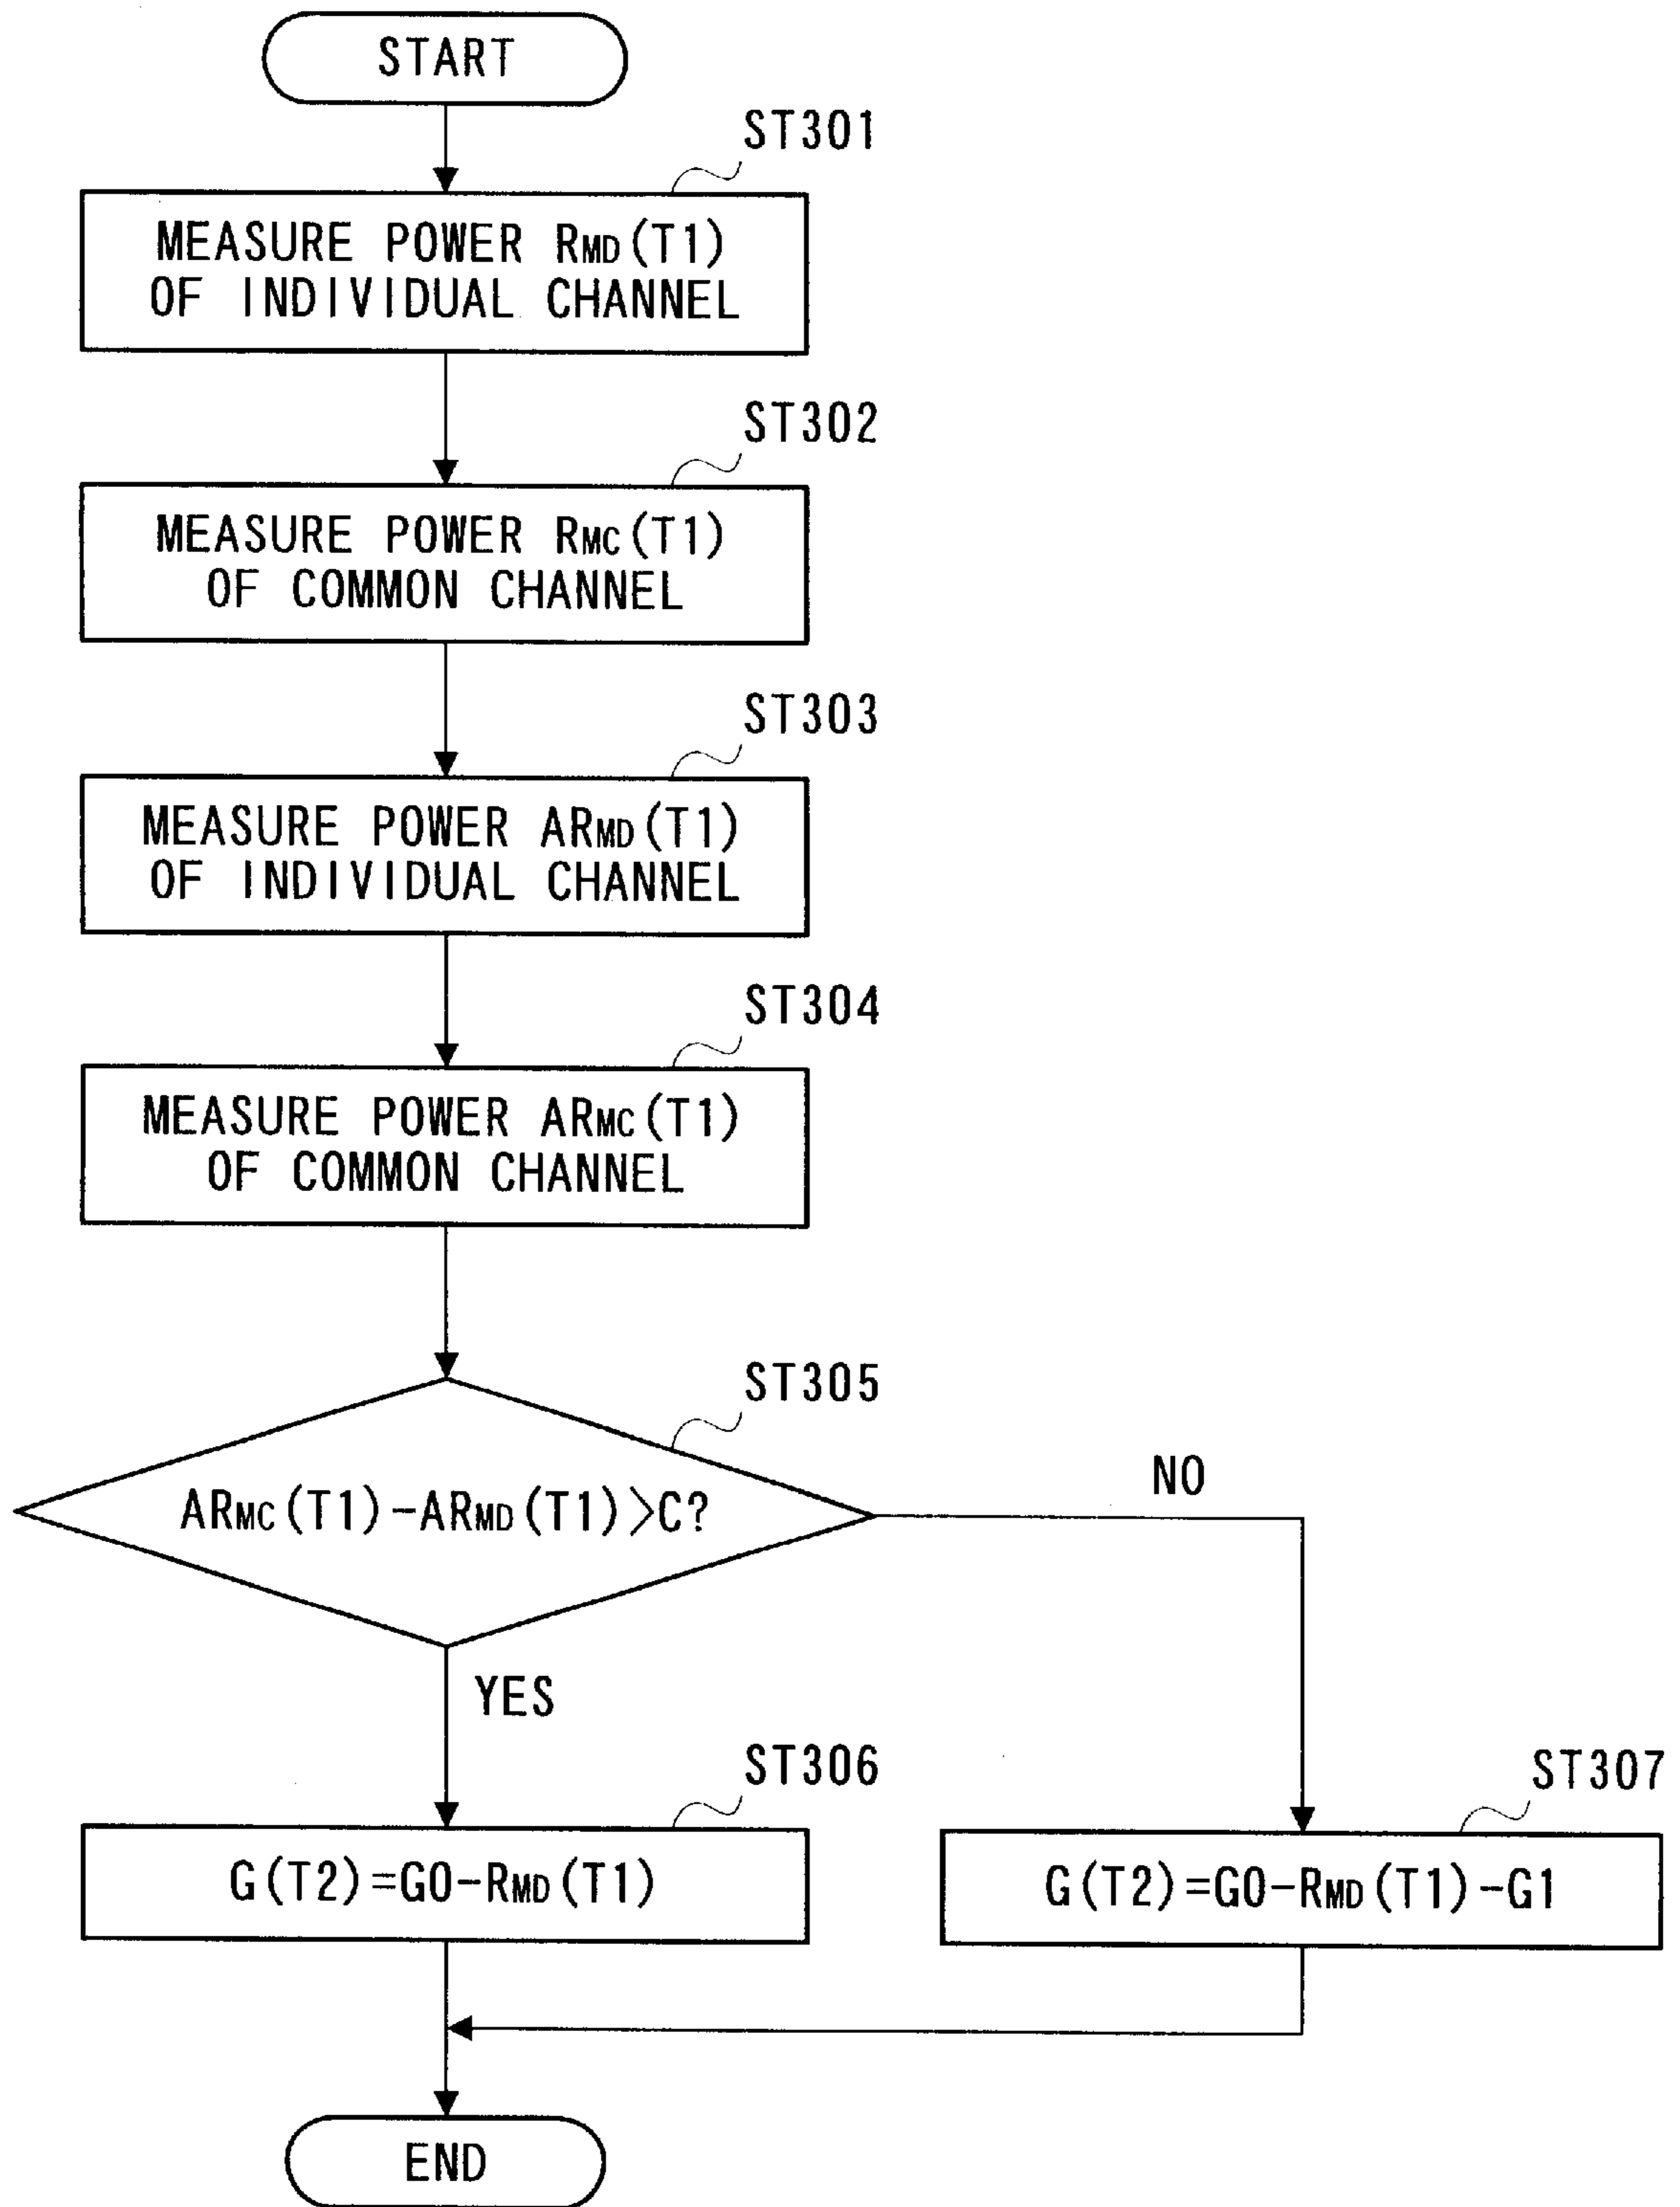 START
ST301
MEASURE POWER RMD(T1)
OF INDIVIDUAL CHANNEL
ST302
MEASURE POWER RMC(T1)
OF COMMON CHANNEL
ST303
MEASURE POWER ARMD(T1)
OF INDIVIDUAL CHANNEL
ST304
MEASURE POWER ARMC(T1)
OF COMMON CHANNEL
ST305
ARMC(T1)-ARMD(T1)>C?
NO
YES
ST306
G(T2)=G0-RMD(T1)
ST307
G(T2)=G0-RMD(T1)-G1
END